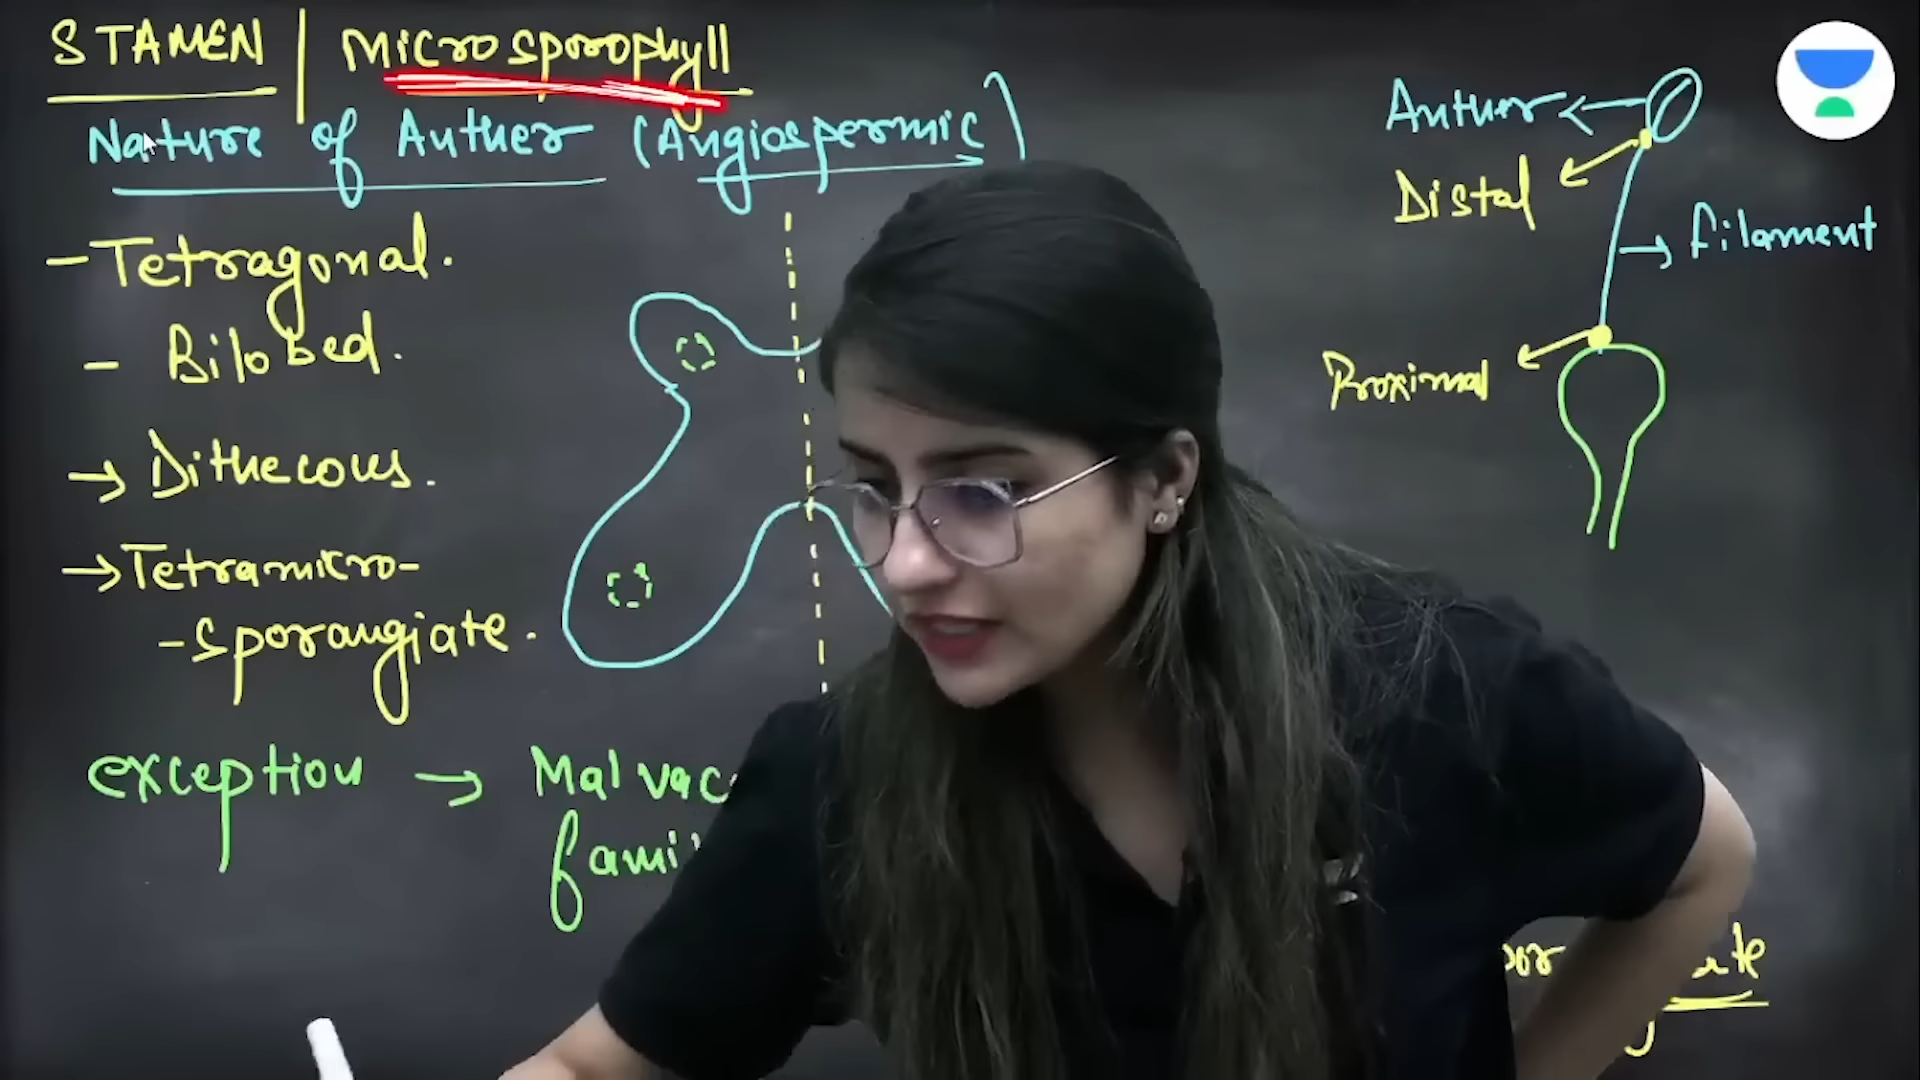 STAMEN | Microsporophyll
Nature of Anther (Angiospermic)
- Tetragonal.
- Bilobed.
→ Dithecous.
→ Tetramicro-
- sporangiate.
exception → Malvac
fami
Anther
Distal
→ filament
Proximal